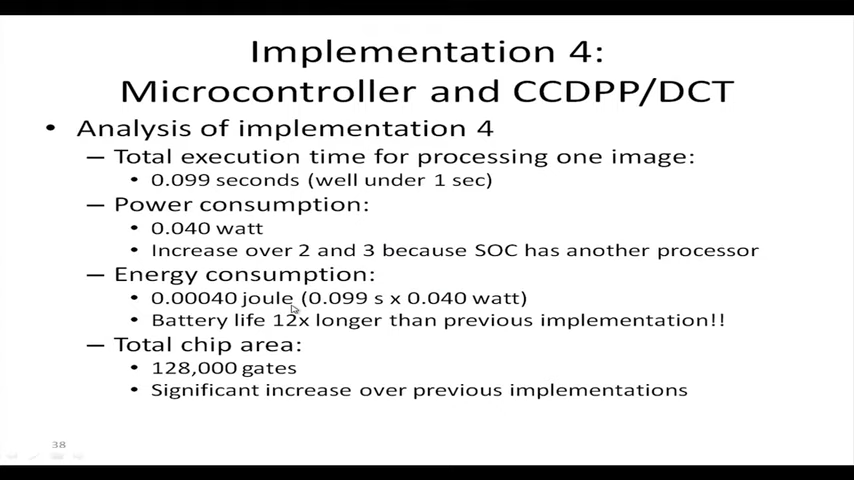 Implementation 4:
Microcontroller and CCDPP/DCT
• Analysis of implementation 4
– Total execution time for processing one image:
• 0.099 seconds (well under 1 sec)
– Power consumption:
• 0.040 watt
• Increase over 2 and 3 because SOC has another processor
– Energy consumption:
• 0.00040 joule (0.099 s x 0.040 watt)
• Battery life 12x longer than previous implementation!!
– Total chip area:
• 128,000 gates
• Significant increase over previous implementations
38